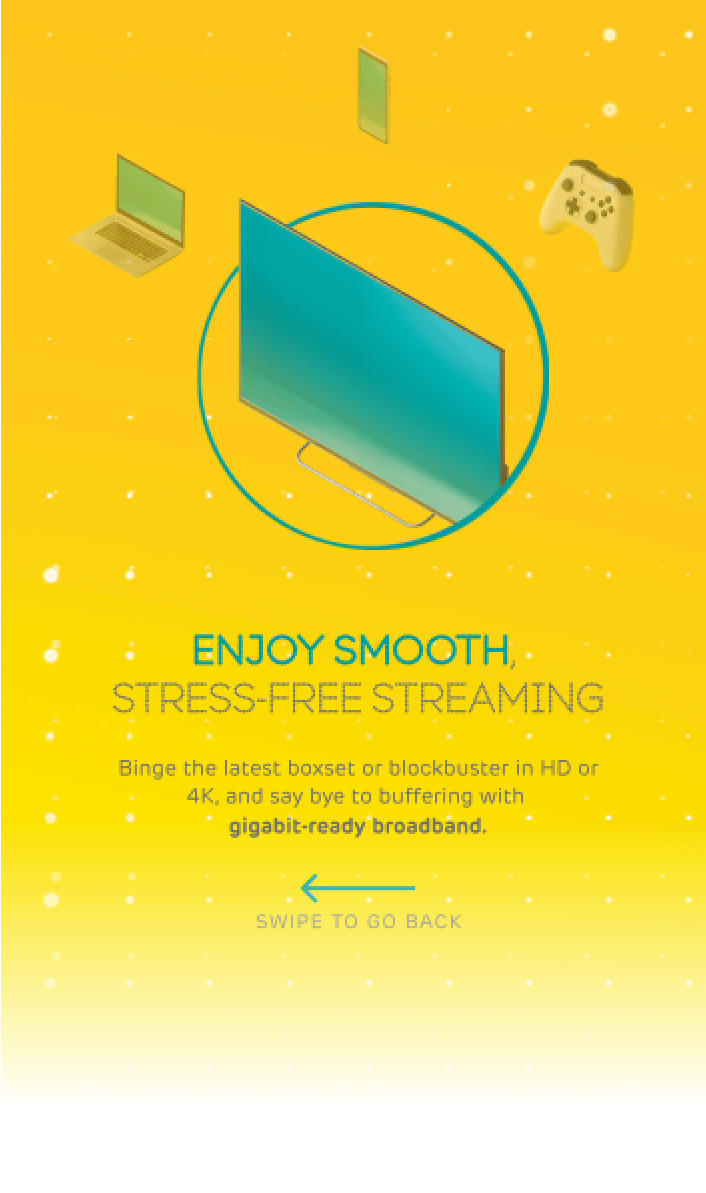 ENJOY SMOOTH,
STRESS-FREE STREAMING
Binge the latest boxset or blockbuster in HD or
4K, and say bye to buffering with
gigabit-ready broadband.
SWIPE TO GO BACK